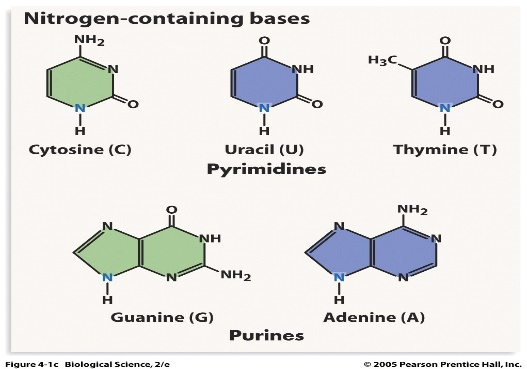 Nitrogen-containing bases
NH2
N
O
N
H
Cytosine (C)
O
NH
O
N
H
Uracil (U)
O
H3C
NH
O
N
H
Thymine (T)
Pyrimidines
O
N
NH
N
N
NH2
H
Guanine (G)
NH2
N
N
N
N
H
Adenine (A)
Purines
Figure 4-1c Biological Science, 2/e
© 2005 Pearson Prentice Hall, Inc.